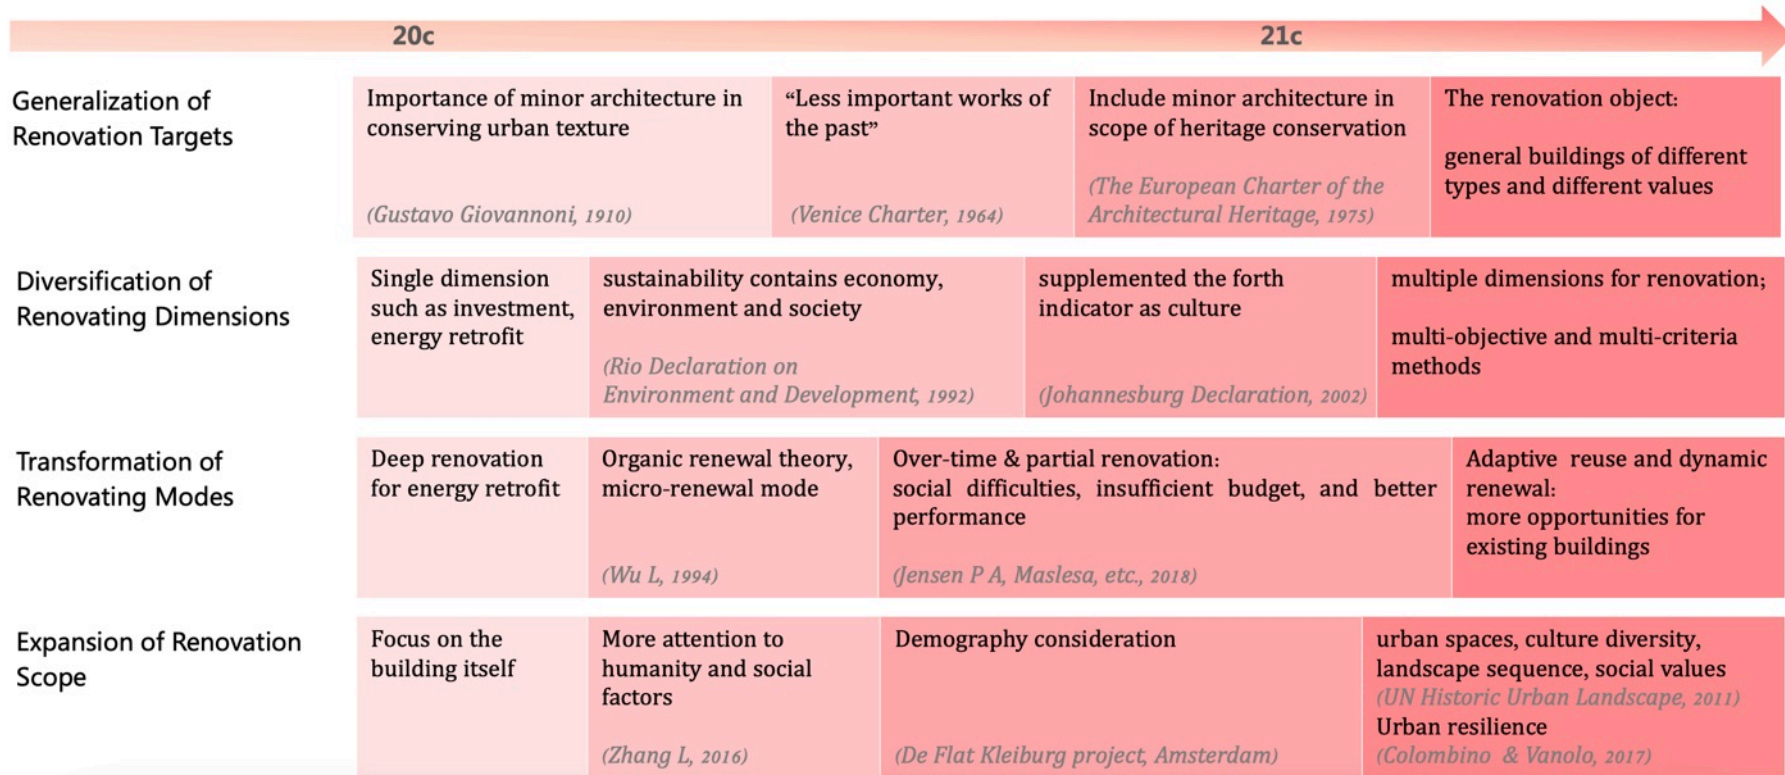 20c
21c
Generalization of
Renovation Targets
Importance of minor architecture in
conserving urban texture
(Gustavo Giovannoni, 1910)
“Less important works of
the past”
(Venice Charter, 1964)
Include minor architecture in
scope of heritage conservation
(The European Charter of the
Architectural Heritage, 1975)
The renovation object:
general buildings of different
types and different values
Diversification of
Renovating Dimensions
Single dimension
such as investment,
energy retrofit
sustainability contains economy,
environment and society
(Rio Declaration on
Environment and Development, 1992)
supplemented the forth
indicator as culture
(Johannesburg Declaration, 2002)
multiple dimensions for renovation;
multi-objective and multi-criteria
methods
Transformation of
Renovating Modes
Deep renovation
for energy retrofit
Organic renewal theory,
micro-renewal mode
(Wu L, 1994)
Over-time & partial renovation:
social difficulties, insufficient budget, and better
performance
(Jensen P A, Maslesa, etc., 2018)
Adaptive reuse and dynamic
renewal:
more opportunities for
existing buildings
Expansion of Renovation
Scope
Focus on the
building itself
More attention to
humanity and social
factors
(Zhang L, 2016)
Demography consideration
(De Flat Kleiburg project, Amsterdam)
urban spaces, culture diversity,
landscape sequence, social values
(UN Historic Urban Landscape, 2011)
Urban resilience
(Colombino & Vanolo, 2017)